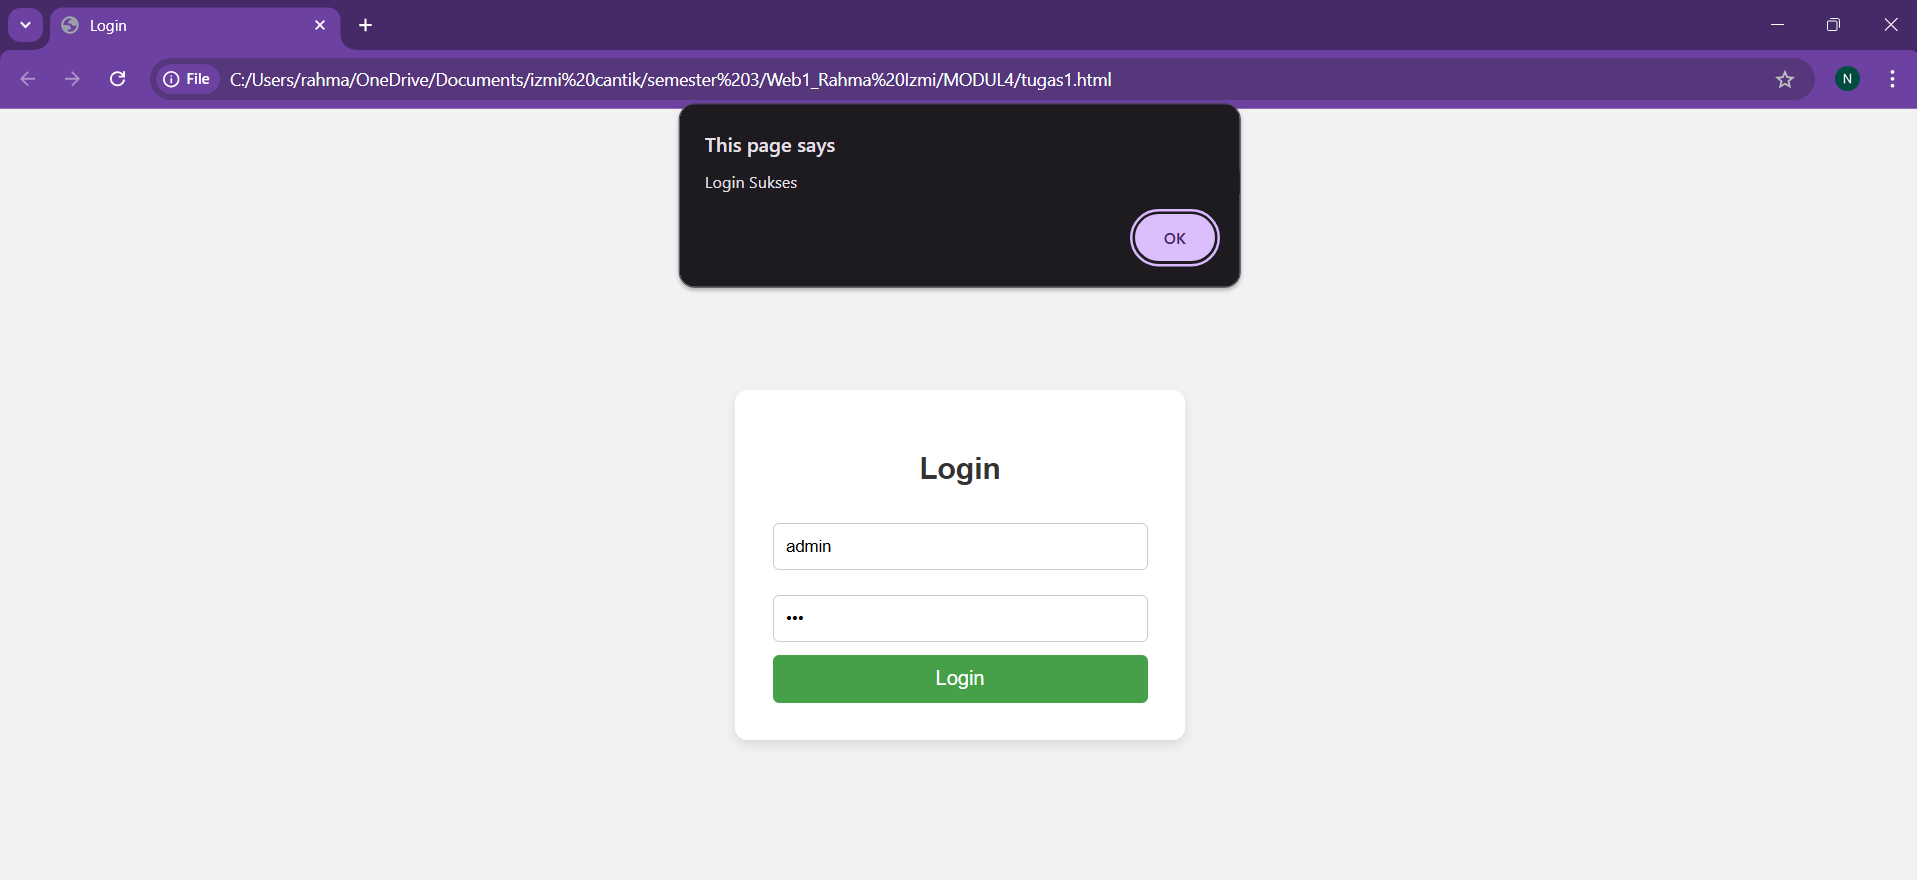 Login
File
C:/Users/rahma/OneDrive/Documents/izmi%20cantik/semester%203/Web1_Rahma%20Izmi/MODUL4/tugas1.html
N
This page says
Login Sukses
OK
Login
admin
•••
Login